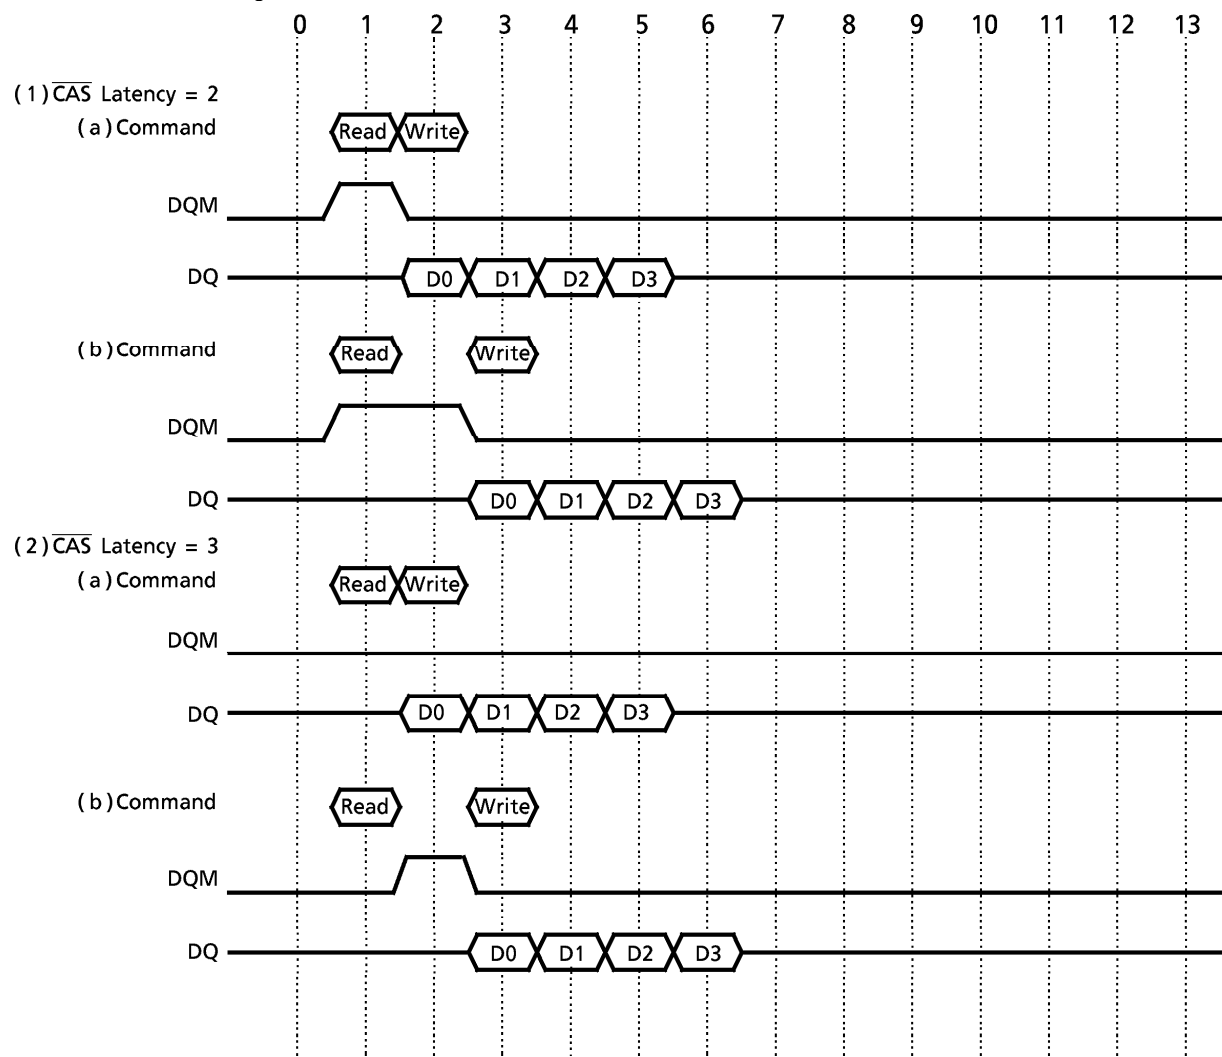 0 1 2 3 4 5 6 7 8 9 10 11 12 13
(1) C̅A̅S̅ Latency = 2
(a) Command Read Write
DQM
DQ D0 D1 D2 D3
(b) Command Read Write
DQM
DQ D0 D1 D2 D3
(2) C̅A̅S̅ Latency = 3
(a) Command Read Write
DQM
DQ D0 D1 D2 D3
(b) Command Read Write
DQM
DQ D0 D1 D2 D3